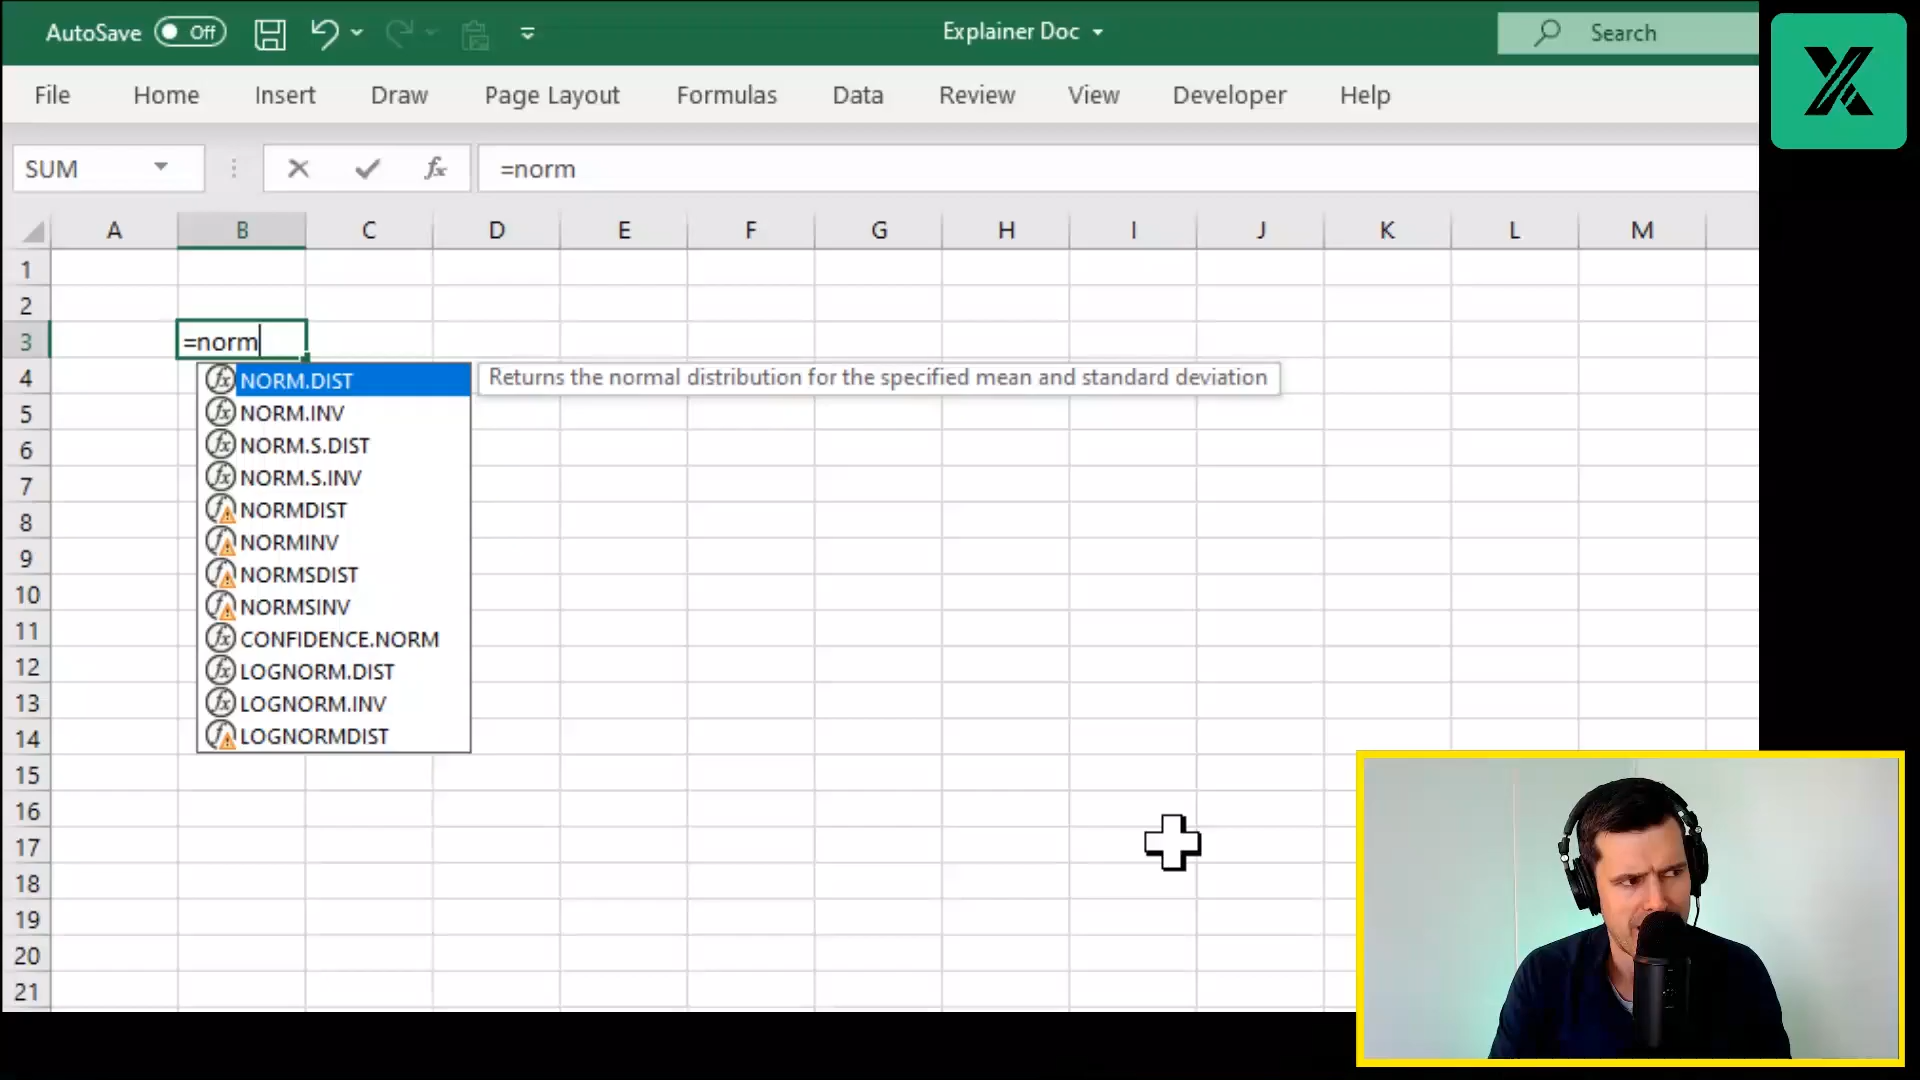 AutoSave Off Explainer Doc Search
File Home Insert Draw Page Layout Formulas Data Review View Developer Help
SUM fx =norm
A B C D E F G H I J K L M
1
2
3 =norm
4 NORM.DIST Returns the normal distribution for the specified mean and standard deviation
5 NORM.INV
6 NORM.S.DIST
7 NORM.S.INV
8 NORMDIST
9 NORMINV
10 NORMSDIST
11 NORMSINV
12 CONFIDENCE.NORM
13 LOGNORM.DIST
14 LOGNORM.INV
LOGNORMDIST
15
16
17
18
19
20
21